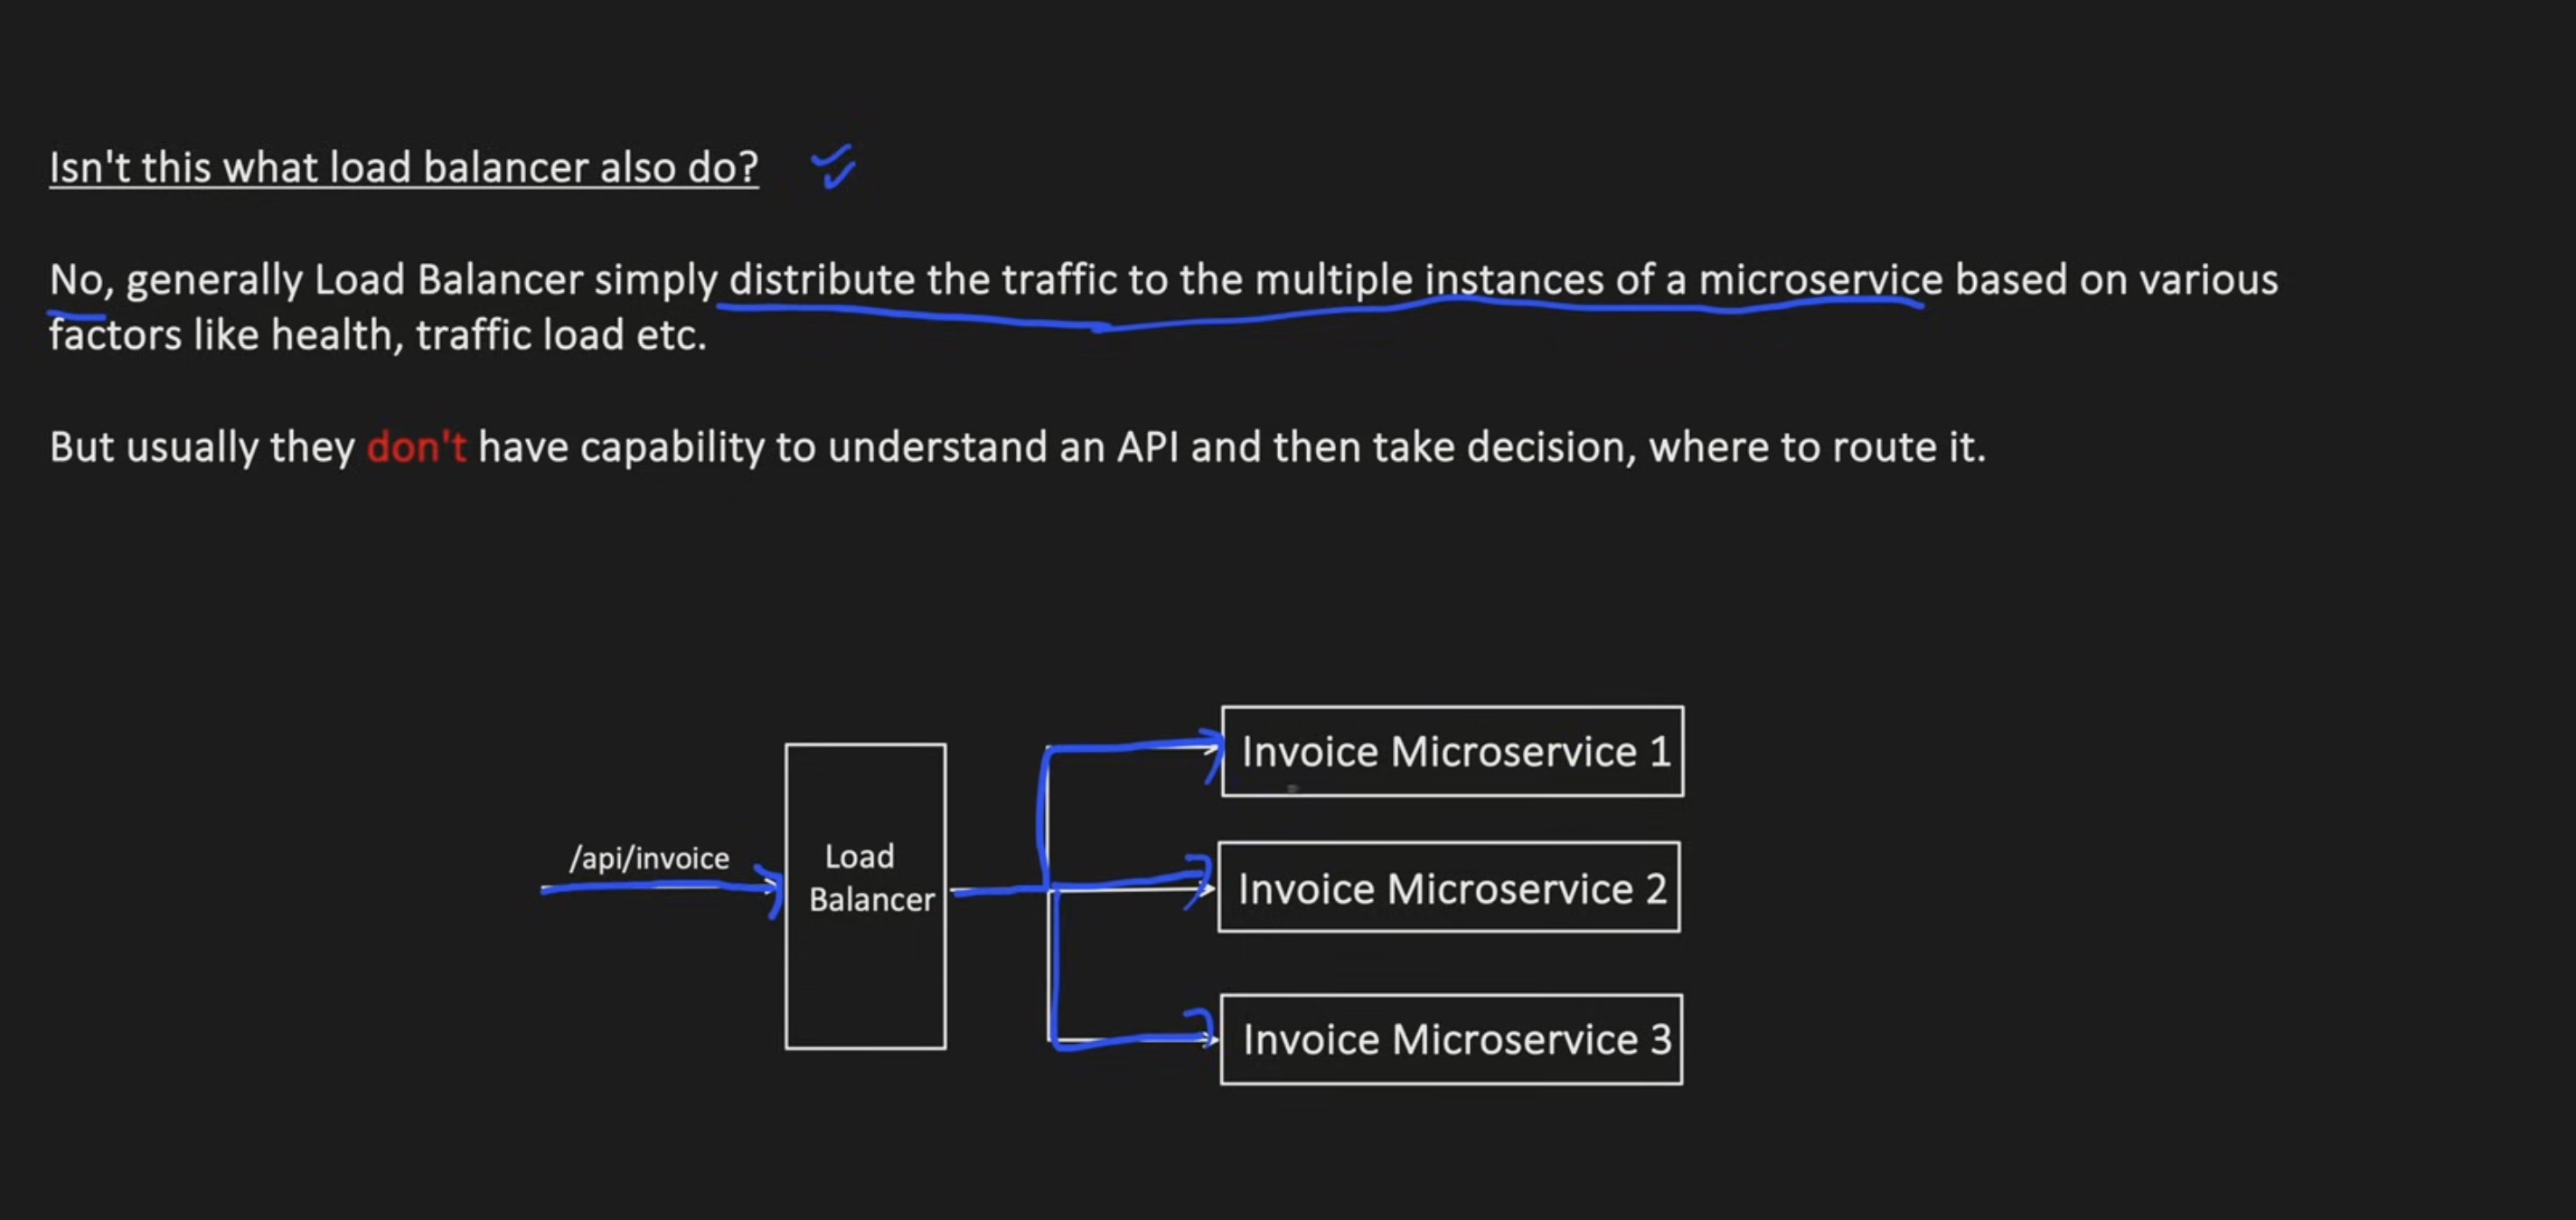 Isn't this what load balancer also do?
No, generally Load Balancer simply distribute the traffic to the multiple instances of a microservice based on various
factors like health, traffic load etc.
But usually they don't have capability to understand an API and then take decision, where to route it.
Invoice Microservice 1
/api/invoice
Load
Balancer
Invoice Microservice 2
Invoice Microservice 3